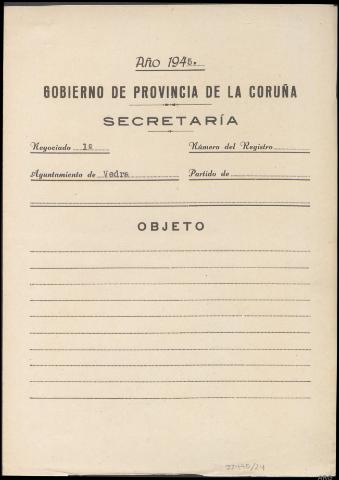 Año 1945.
GOBIERNO DE PROVINCIA DE LA CORUÑA
SECRETARÍA
Negociado 1º Número del Registro
Ayuntamiento de Vedra Partido de
OBJETO